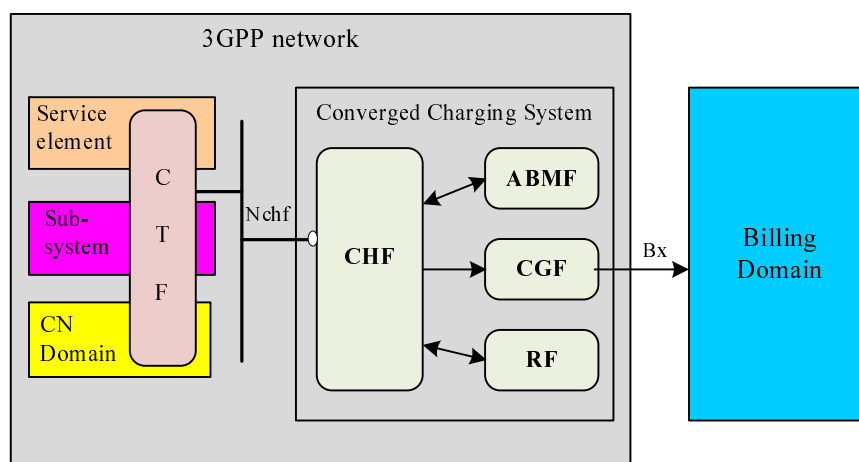 3GPP network
Service
element
Sub-
system
CN
Domain
C
T
F
Nchf
Converged Charging System
CHF
ABMF
CGF
RF
Bx
Billing
Domain